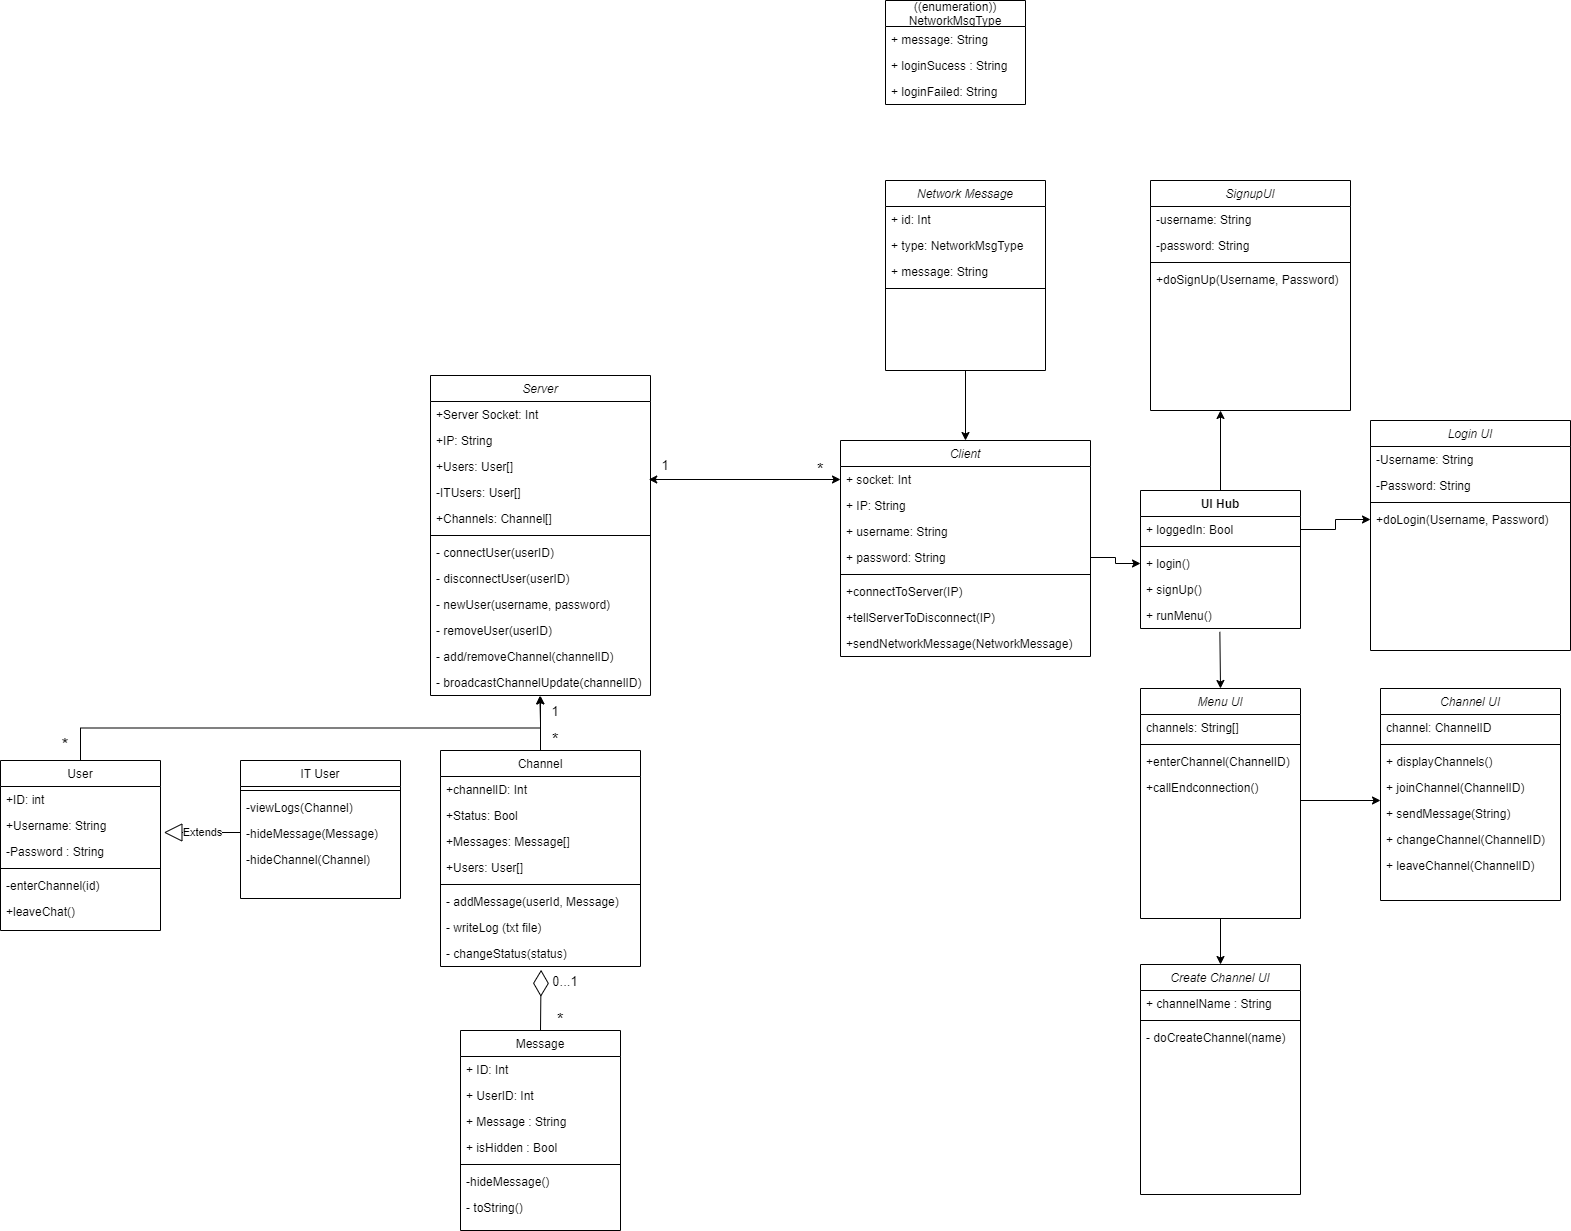 ((enumeration))
NetworkMsgType
+ message: String
+ loginSucess : String
+ loginFailed: String
Network Message
+ id: Int
+ type: NetworkMsgType
+ message: String
SignupUI
-username: String
-password: String
+doSignUp(Username, Password)
Server
+Server Socket: Int
+IP: String
+Users: User[]
-ITUsers: User[]
+Channels: Channel[]
- connectUser(userID)
- disconnectUser(userID)
- newUser(username, password)
- removeUser(userID)
- add/removeChannel(channelID)
- broadcastChannelUpdate(channelID)
1
*
Client
+ socket: Int
+ IP: String
+ username: String
+ password: String
+connectToServer(IP)
+tellServerToDisconnect(IP)
+sendNetworkMessage(NetworkMessage)
UI Hub
+ loggedIn: Bool
+ login()
+ signUp()
+ runMenu()
Login UI
-Username: String
-Password: String
+doLogin(Username, Password)
1
*
*
User
+ID: int
+Username: String
-Password : String
-enterChannel(id)
+leaveChat()
Extends
IT User
-viewLogs(Channel)
-hideMessage(Message)
-hideChannel(Channel)
Channel
+channelID: Int
+Status: Bool
+Messages: Message[]
+Users: User[]
- addMessage(userId, Message)
- writeLog (txt file)
- changeStatus(status)
0...1
*
Message
+ ID: Int
+ UserID: Int
+ Message : String
+ isHidden : Bool
-hideMessage()
- toString()
Menu UI
channels: String[]
+enterChannel(ChannelID)
+callEndconnection()
Channel UI
channel: ChannelID
+ displayChannels()
+ joinChannel(ChannelID)
+ sendMessage(String)
+ changeChannel(ChannelID)
+ leaveChannel(ChannelID)
Create Channel UI
+ channelName : String
- doCreateChannel(name)